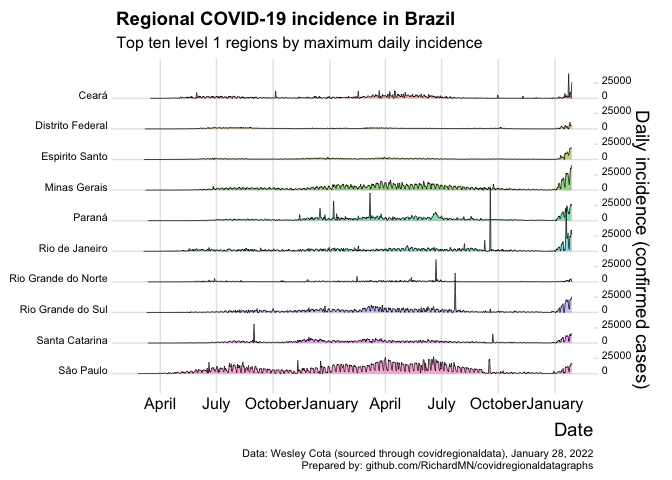 Regional COVID-19 incidence in Brazil
Top ten level 1 regions by maximum daily incidence
Ceará
Distrito Federal
Espirito Santo
Minas Gerais
Paraná
Rio de Janeiro
Rio Grande do Norte
Rio Grande do Sul
Santa Catarina
São Paulo
25000
0
25000
0
25000
0
25000
0
25000
0
25000
0
25000
0
25000
0
25000
0
25000
0
Daily incidence (confirmed cases)
April July October January April July October January
Date
Data: Wesley Cota (sourced through covidregionaldata), January 28, 2022
Prepared by: github.com/RichardMN/covidregionaldatagraphs